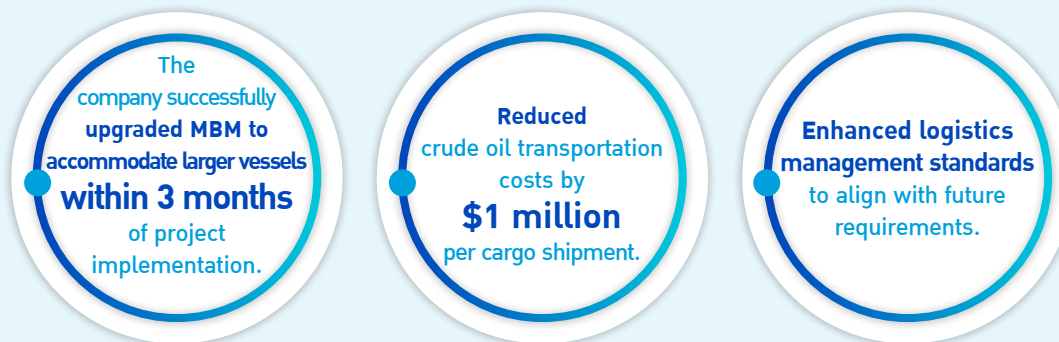 The
company successfully
upgraded MBM to
accommodate larger vessels
within 3 months
of project
implementation.
Reduced
crude oil transportation
costs by
$1 million
per cargo shipment.
Enhanced logistics
management standards
to align with future
requirements.